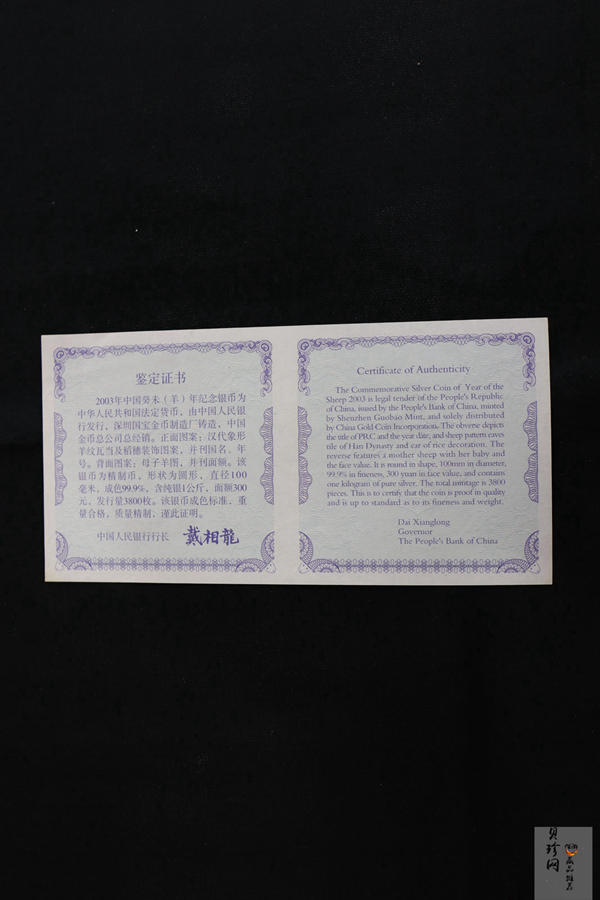 鉴定证书
2003年中国癸未（羊）年纪念银币为
中华人民共和国法定货币，由中国人民银行
发行，深圳国宝金币制造厂铸造，中国
金币总公司总经销。正面图案：汉代象形
羊纹瓦当及稻穗装饰图案，并刊国名、年
号。背面图案：母子羊图，并刊面额。该
银币为精制币，形状为圆形，直径100
毫米，成色99.9%，含纯银1公斤，面额300
元，发行量3800枚。该银币成色标准，重
量合格，质量精制，谨此证明。
中国人民银行行长 戴相龍
Certificate of Authenticity
The Commemorative Silver Coin of Year of the
Sheep 2003 is legal tender of the People's Republic
of China, issued by the People's Bank of China, minted
by Shenzhen Guobao Mint, and solely distributed
by China Gold Coin Incorporation. The obverse depicts
the title of P.R.C and the year date, and sheep pattern eaves
tile of Han Dynasty and ear of rice decoration. The
reverse features a mother sheep with her baby and
the face value. It is round in shape, 100mm in diameter,
99.9% in fineness, 300 yuan in face value, and contains
one kilogram of pure silver. The total mintage is 3800
pieces. This is to certify that the coin is proof in quality
and is up to standard as to its fineness and weight.
Dai Xianglong
Governor
The People's Bank of China
贝珍网
藏品推荐